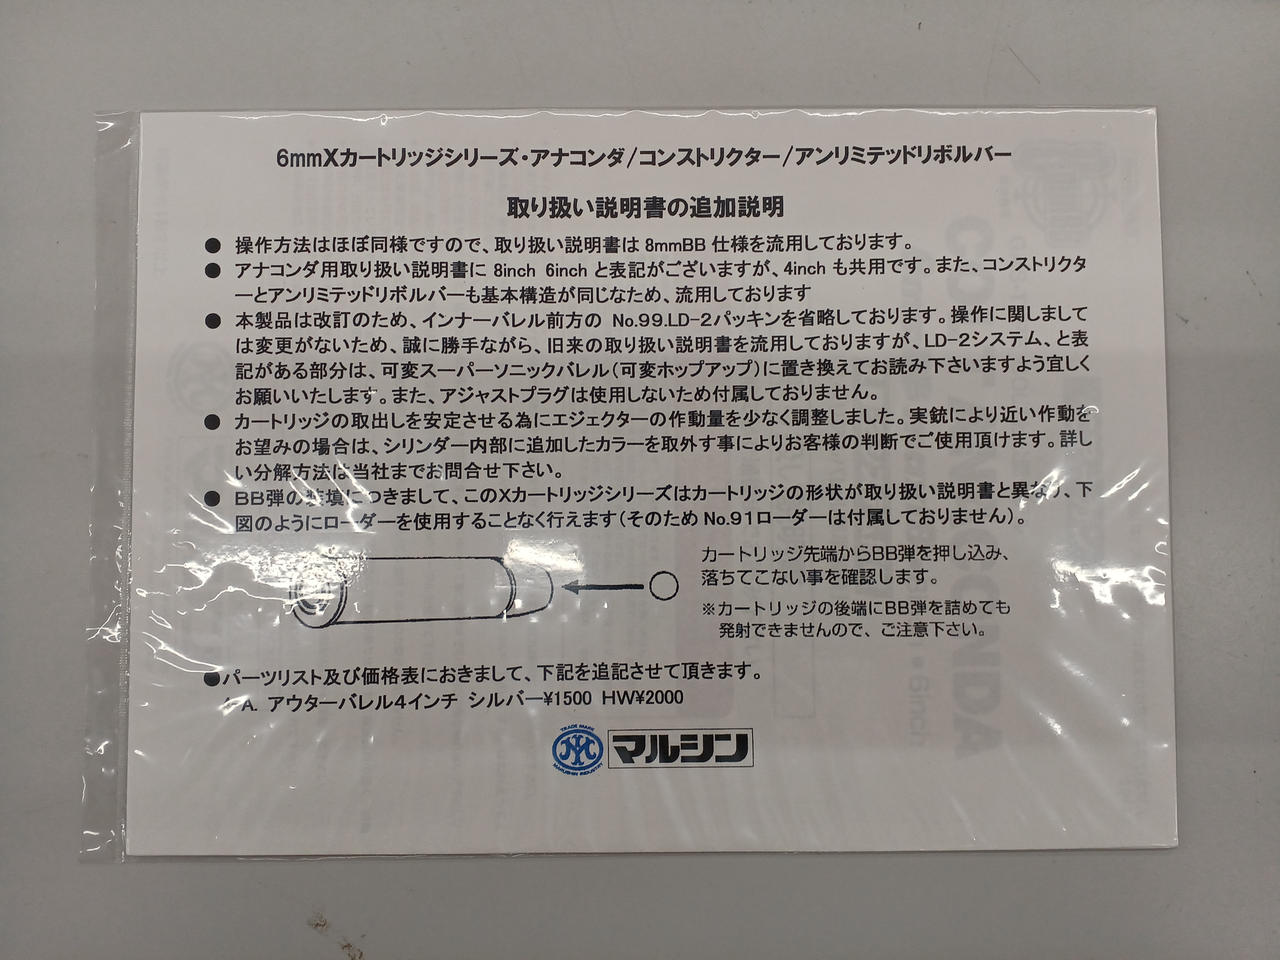 6mmXカートリッジシリーズ・アナコンダ/コンストリクター/アンリミテッドリボルバー
取り扱い説明書の追加説明
● 操作方法はほぼ同様ですので、取り扱い説明書は8mmBB仕様を流用しております。
● アナコンダ用取り扱い説明書に8inch 6inchと表記がございますが、4inchも共用です。また、コンストリクタ
ーとアンリミテッドリボルバーも基本構造が同じなため、流用しております
● 本製品は改訂のため、インナーバレル前方のNo.99.LD-2パッキンを省略しております。操作に関しまして
は変更がないため、誠に勝手ながら、旧来の取り扱い説明書を流用しておりますが、LD-2システム、と表
記がある部分は、可変スーパーソニックバレル(可変ホップアップ)に置き換えてお読み下さいますよう宜しく
お願いいたします。また、アジャストプラグは使用しないため付属しておりません。
● カートリッジの取出しを安定させる為にエジェクターの作動量を少なく調整しました。実銃により近い作動を
お望みの場合は、シリンダー内部に追加したカラーを取外す事によりお客様の判断でご使用頂けます。詳し
い分解方法は当社までお問合せ下さい。
● BB弾の装填につきまして、このXカートリッジシリーズはカートリッジの形状が取り扱い説明書と異なり、下
図のようにローダーを使用することなく行えます(そのためNo.91ローダーは付属しておりません)。
カートリッジ先端からBB弾を押し込み、
落ちてこない事を確認します。
※カートリッジの後端にBB弾を詰めても
発射できませんので、ご注意下さい。
●パーツリスト及び価格表におきまして、下記を追記させて頂きます。
A. アウターバレル4インチ シルバー¥1500 HW¥2000
TRADE MARK
MARUSHIN INDUSTRY
マルシン